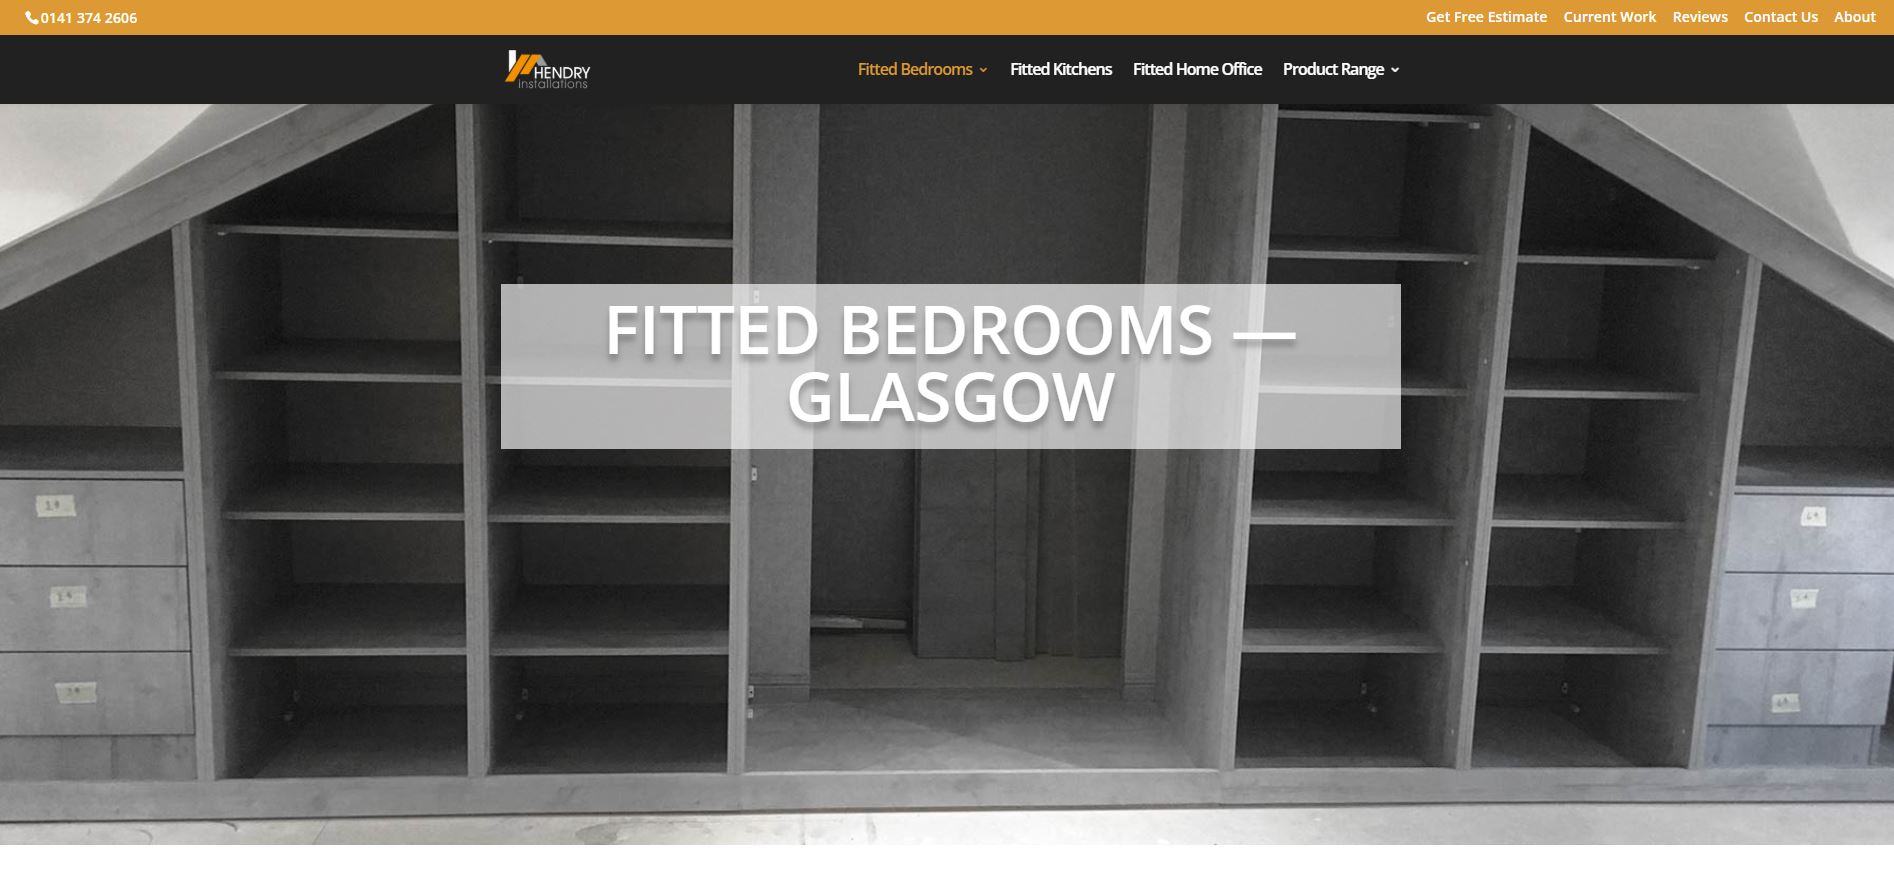 0141 374 2606
Get Free Estimate Current Work Reviews Contact Us About
HENDRY
installations
Fitted Bedrooms Fitted Kitchens Fitted Home Office Product Range
FITTED BEDROOMS —
GLASGOW